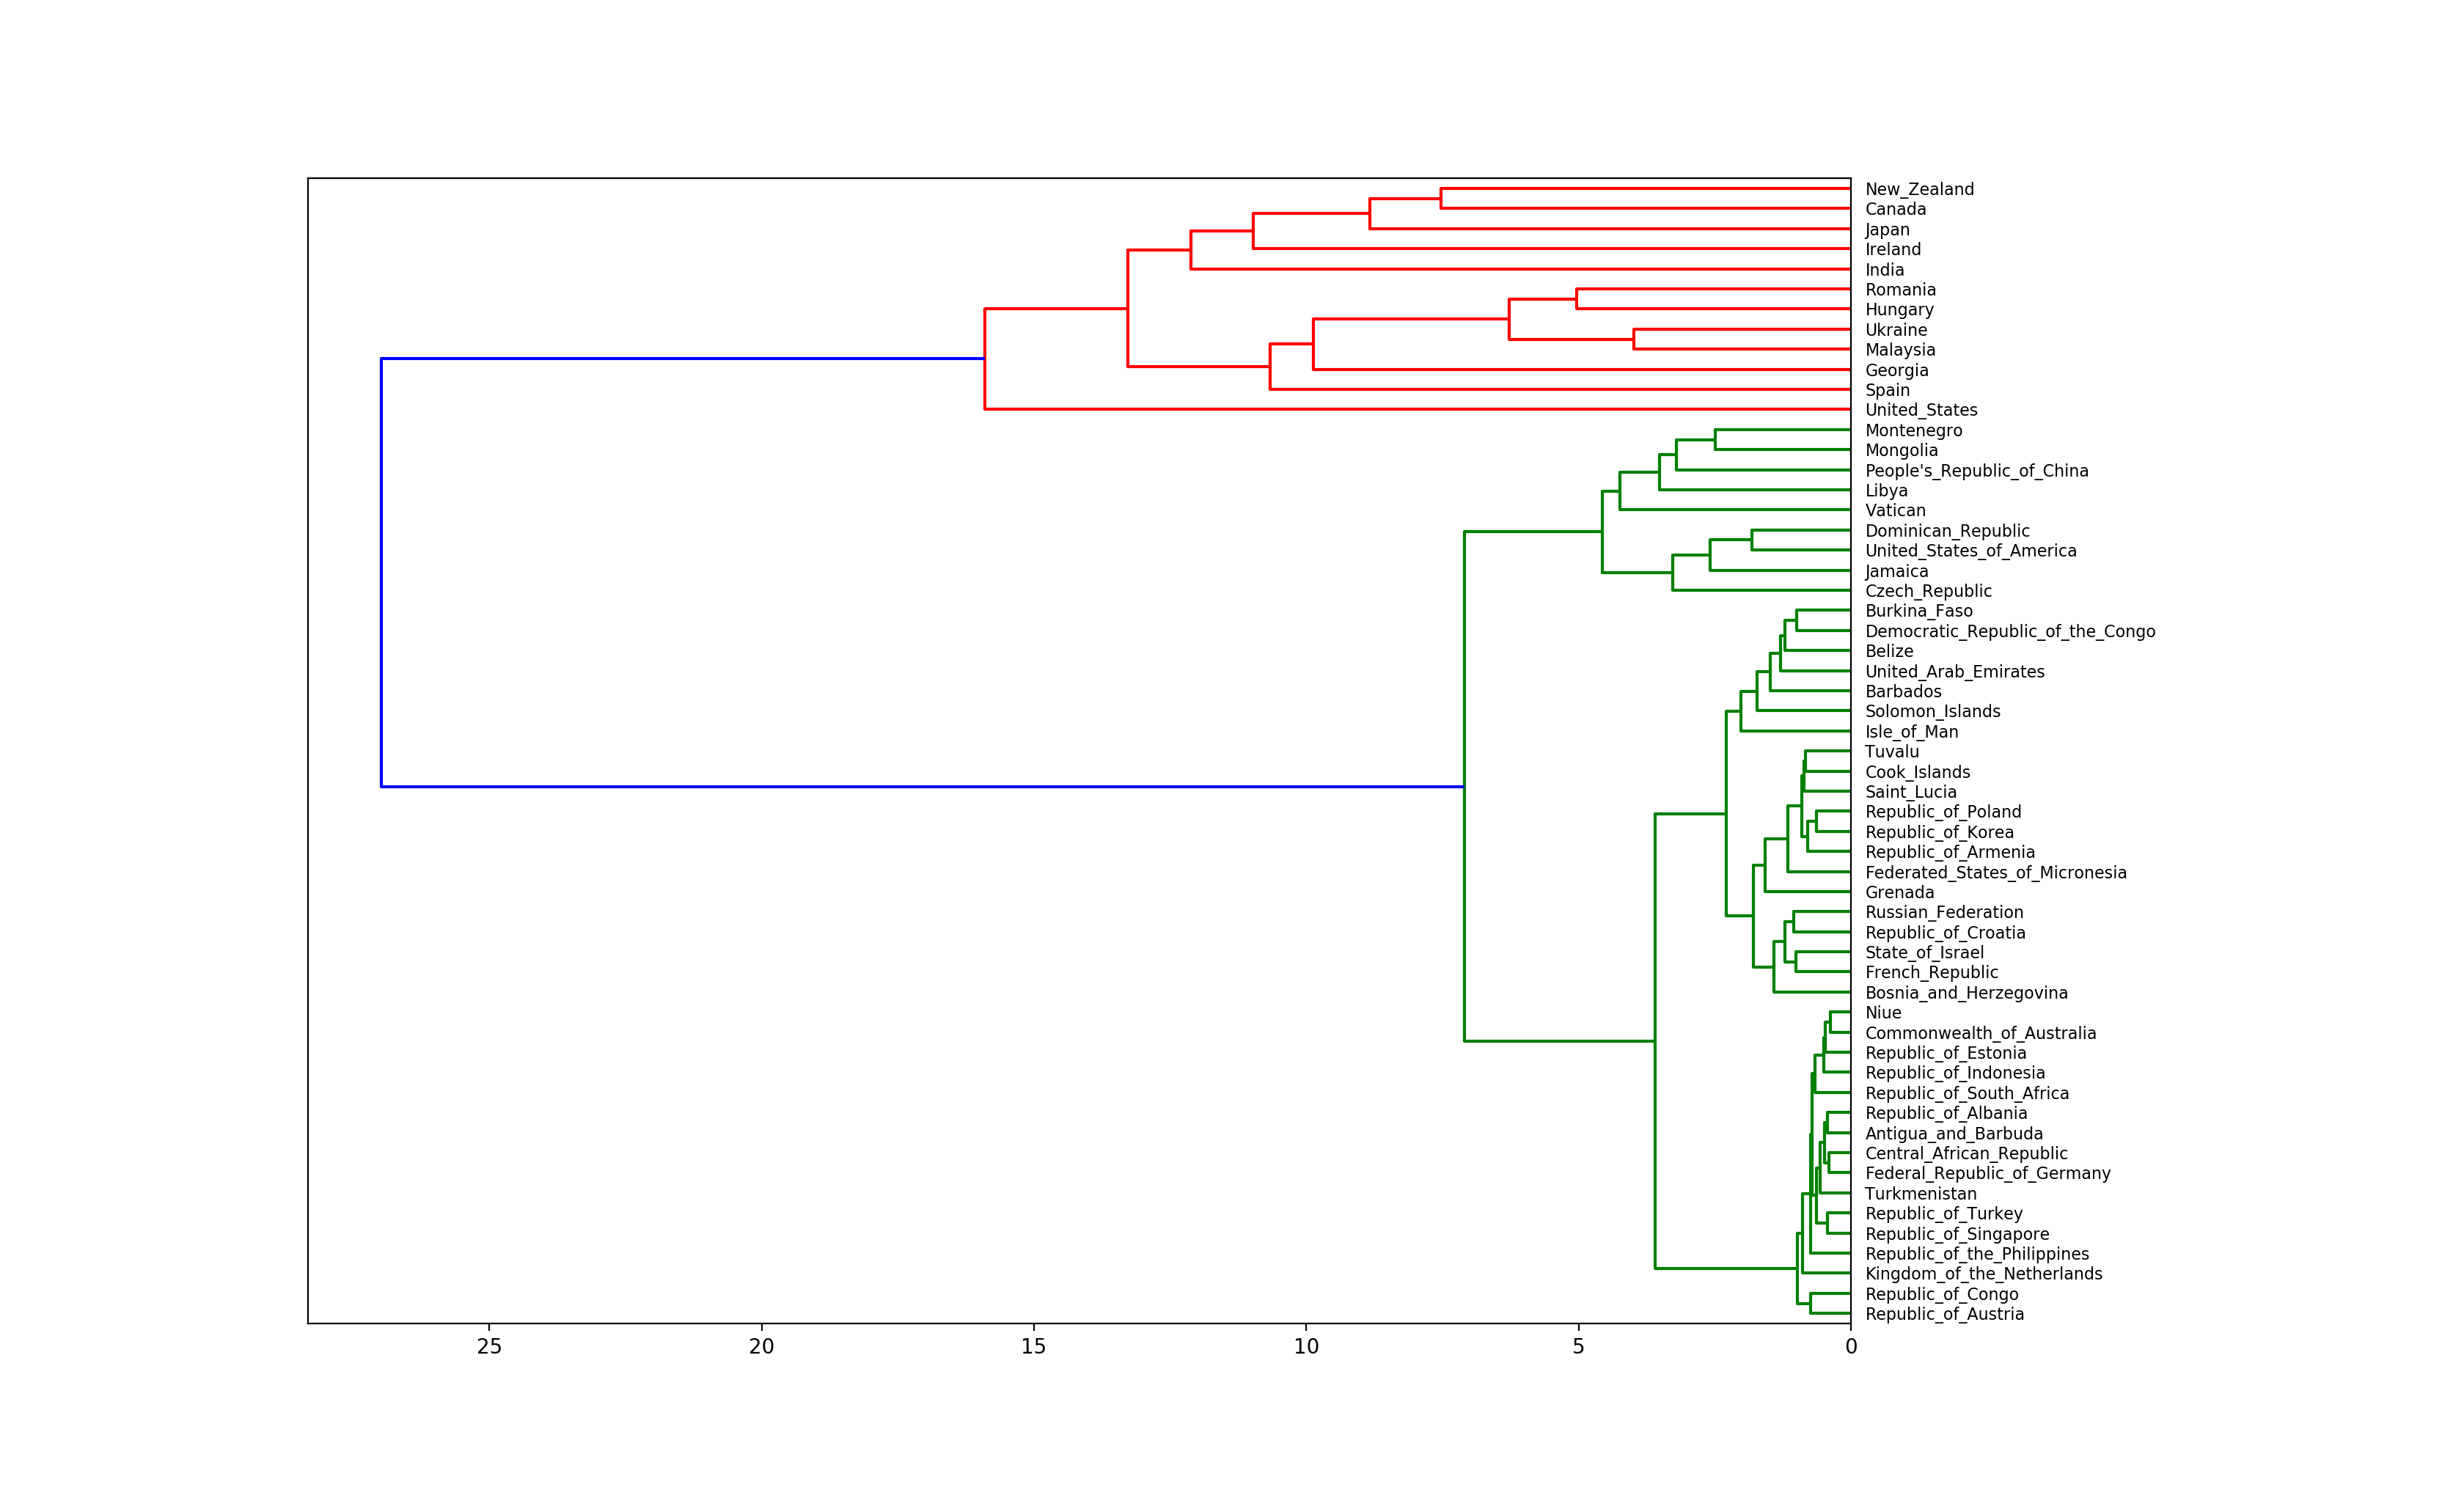 New_Zealand
Canada
Japan
Ireland
India
Romania
Hungary
Ukraine
Malaysia
Georgia
Spain
United_States
Montenegro
Mongolia
People's_Republic_of_China
Libya
Vatican
Dominican_Republic
United_States_of_America
Jamaica
Czech_Republic
Burkina_Faso
Democratic_Republic_of_the_Congo
Belize
United_Arab_Emirates
Barbados
Solomon_Islands
Isle_of_Man
Tuvalu
Cook_Islands
Saint_Lucia
Republic_of_Poland
Republic_of_Korea
Republic_of_Armenia
Federated_States_of_Micronesia
Grenada
Russian_Federation
Republic_of_Croatia
State_of_Israel
French_Republic
Bosnia_and_Herzegovina
Niue
Commonwealth_of_Australia
Republic_of_Estonia
Republic_of_Indonesia
Republic_of_South_Africa
Republic_of_Albania
Antigua_and_Barbuda
Central_African_Republic
Federal_Republic_of_Germany
Turkmenistan
Republic_of_Turkey
Republic_of_Singapore
Republic_of_the_Philippines
Kingdom_of_the_Netherlands
Republic_of_Congo
Republic_of_Austria
25 20 15 10 5 0